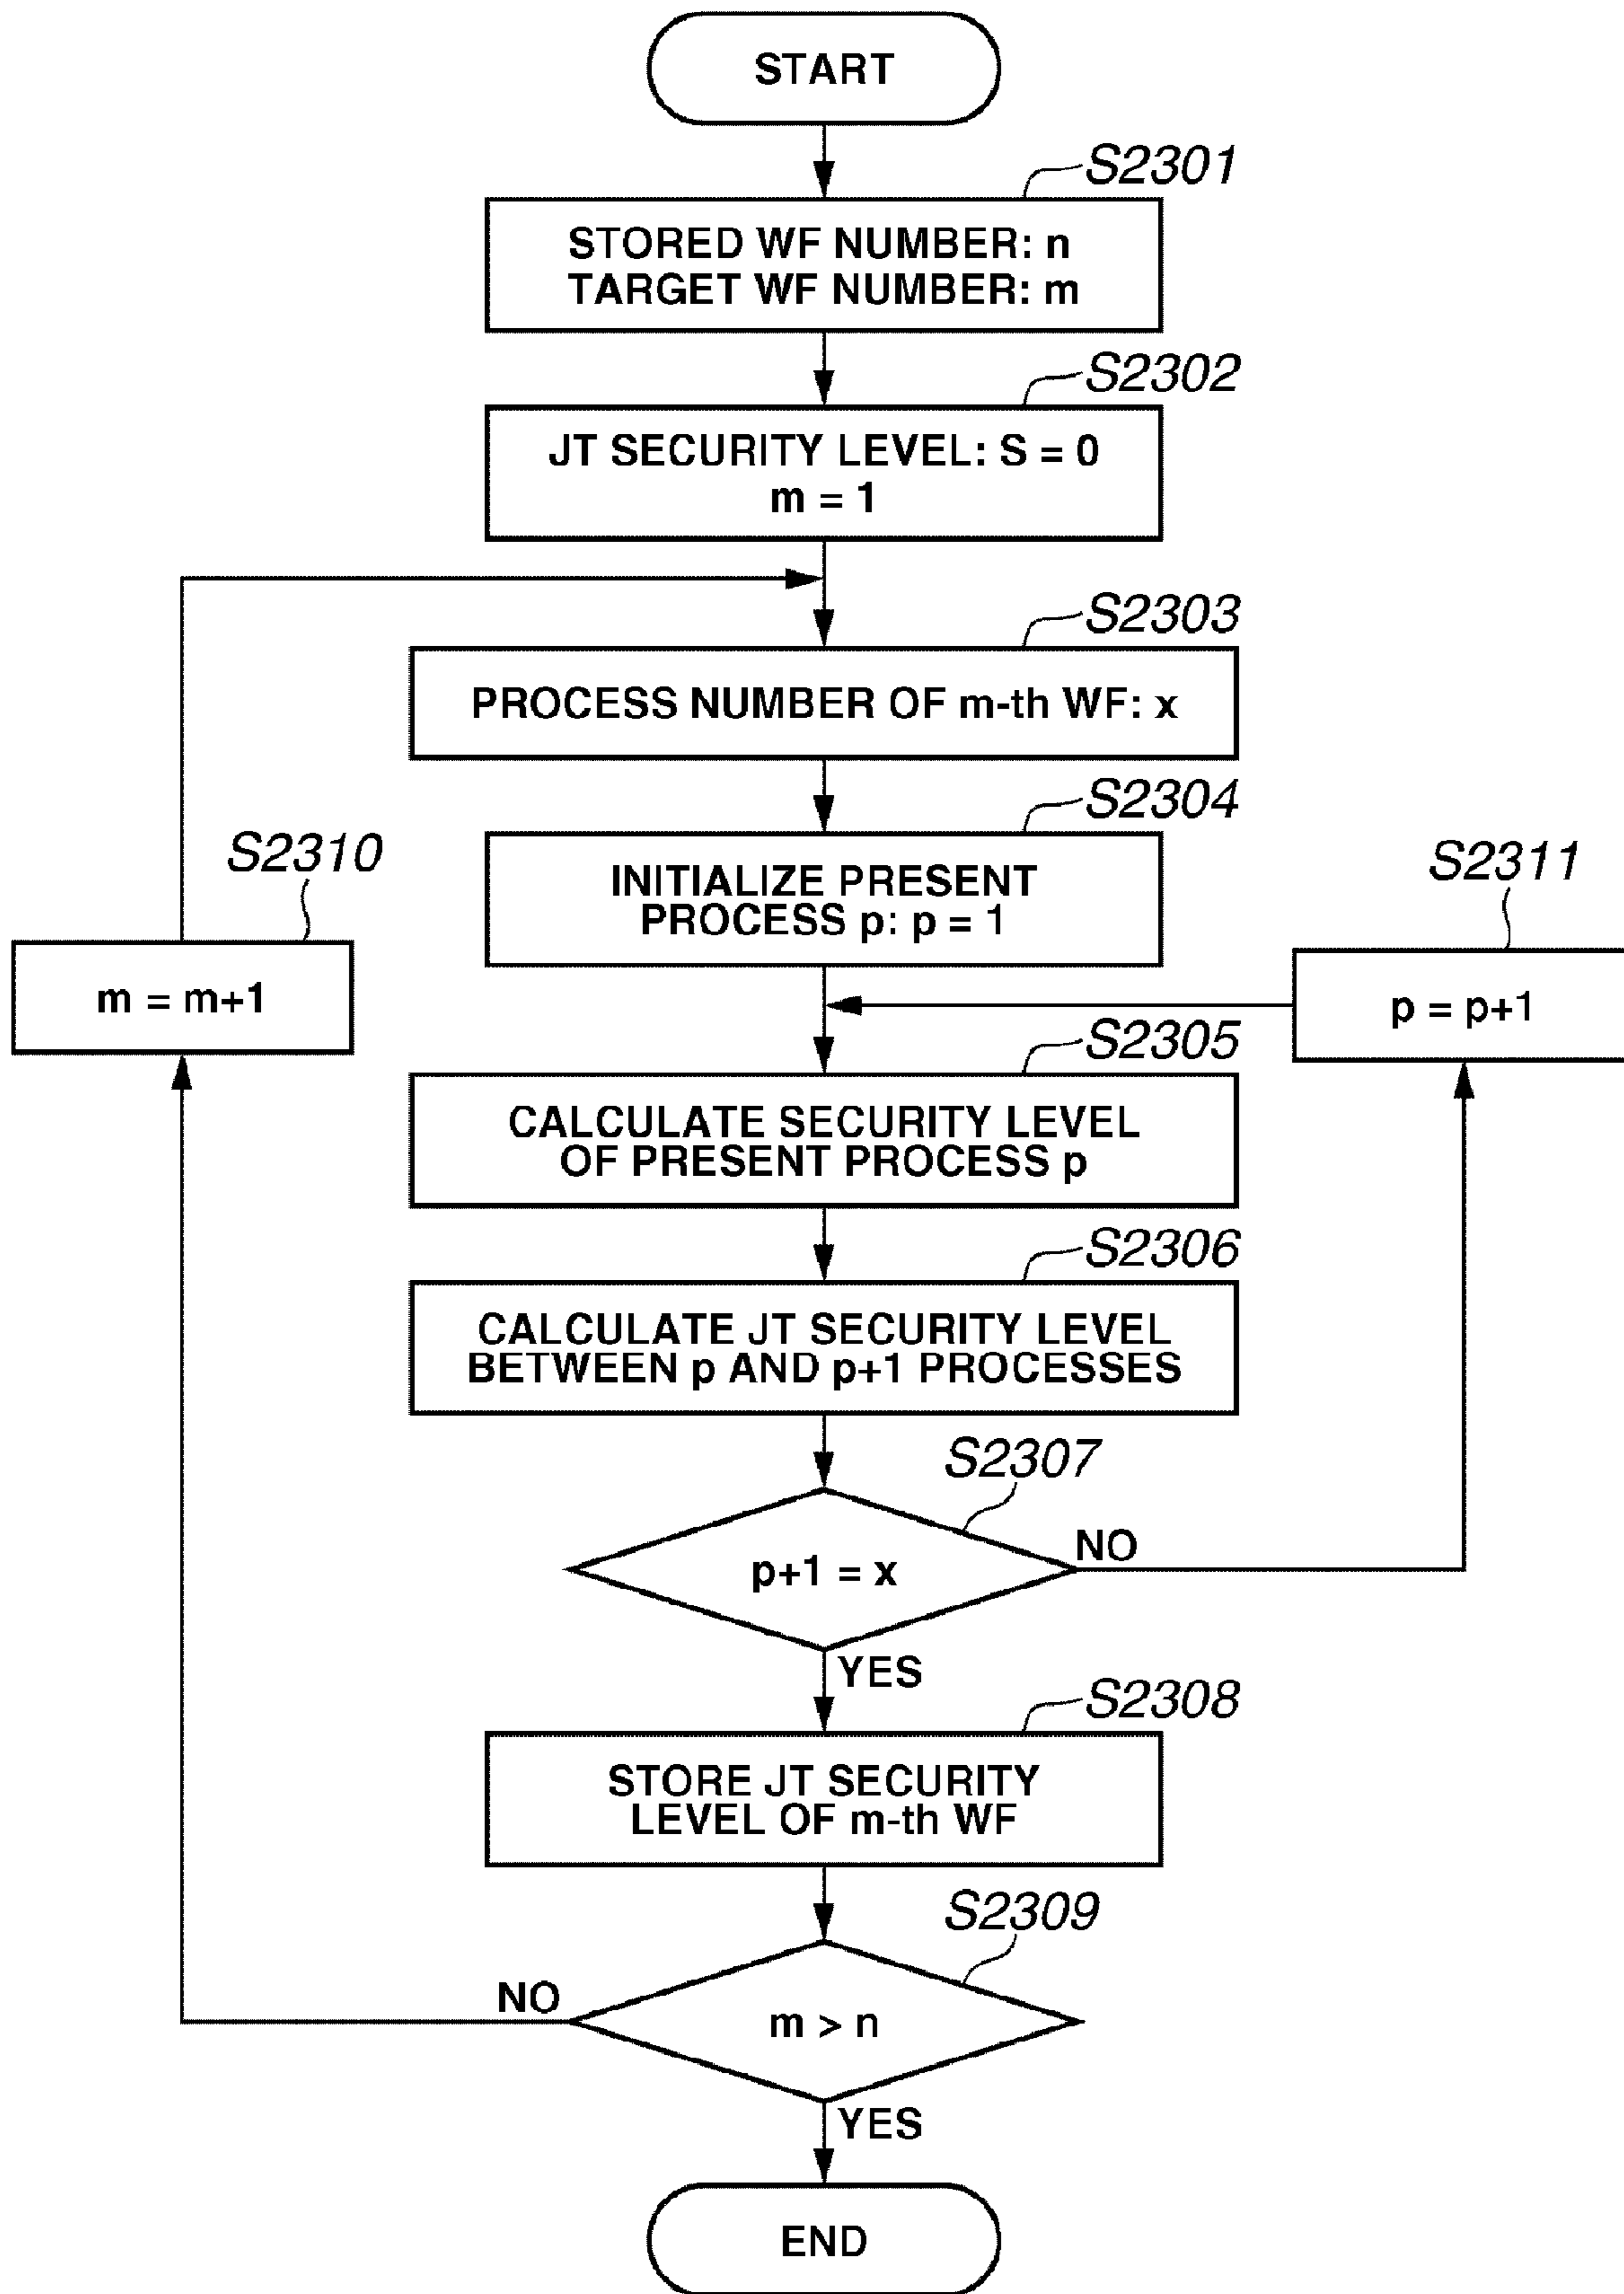 START
S2301
STORED WF NUMBER: n
TARGET WF NUMBER: m
S2302
JT SECURITY LEVEL: S = 0
m = 1
S2303
PROCESS NUMBER OF m-th WF: x
S2304
INITIALIZE PRESENT
PROCESS p: p = 1
S2310
m = m+1
S2311
p = p+1
S2305
CALCULATE SECURITY LEVEL
OF PRESENT PROCESS p
S2306
CALCULATE JT SECURITY LEVEL
BETWEEN p AND p+1 PROCESSES
S2307
p+1 = x
NO
YES
S2308
STORE JT SECURITY
LEVEL OF m-th WF
S2309
m > n
NO
YES
END